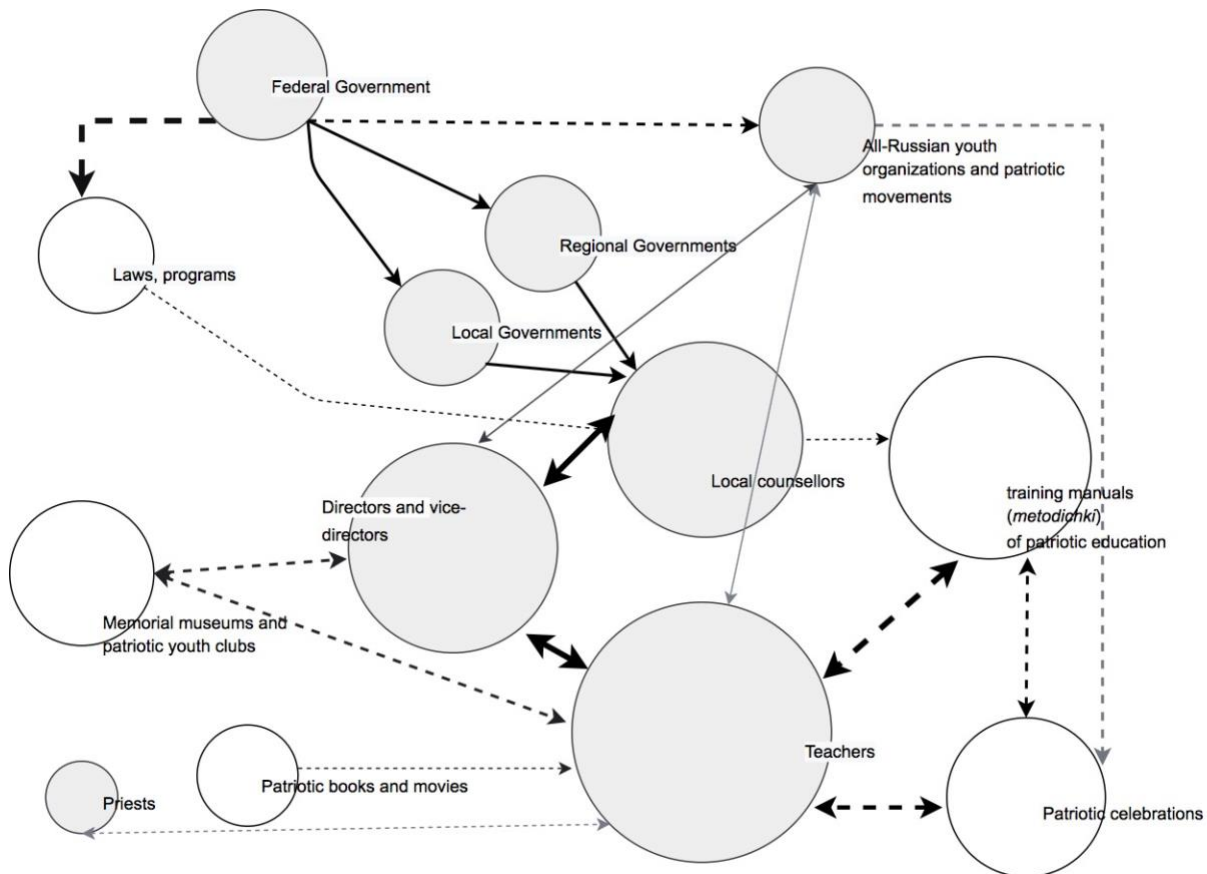 Federal Government
All-Russian youth
organizations and patriotic
movements
Regional Governments
Laws, programs
Local Governments
Local counsellors
training manuals
(metodichki)
of patriotic education
Directors and vice-
directors
Memorial museums and
patriotic youth clubs
Teachers
Patriotic books and movies
Priests
Patriotic celebrations